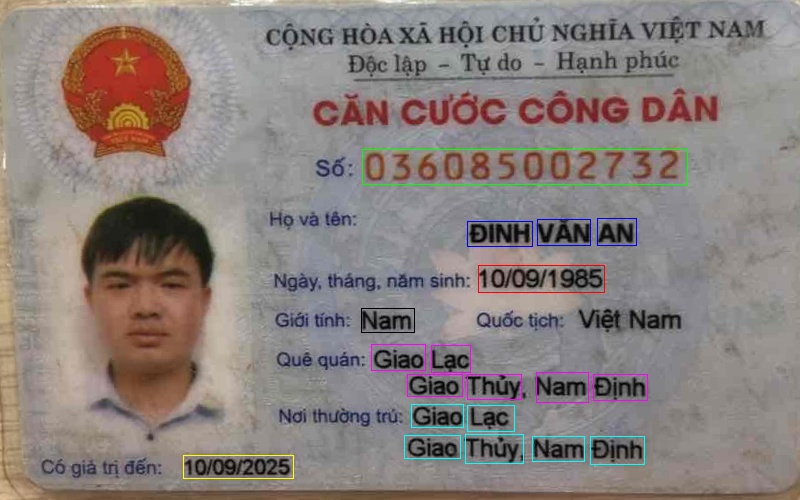 CỘNG HÒA XÃ HỘI CHỦ NGHĨA VIỆT NAM
Độc lập – Tự do – Hạnh phúc
CĂN CƯỚC CÔNG DÂN
Số: 036085002732
Họ và tên:
ĐINH VĂN AN
Ngày, tháng, năm sinh: 10/09/1985
Giới tính: Nam Quốc tịch: Việt Nam
Quê quán: Giao Lạc
Giao Thủy, Nam Định
Nơi thường trú: Giao Lạc
Giao Thủy, Nam Định
Có giá trị đến: 10/09/2025